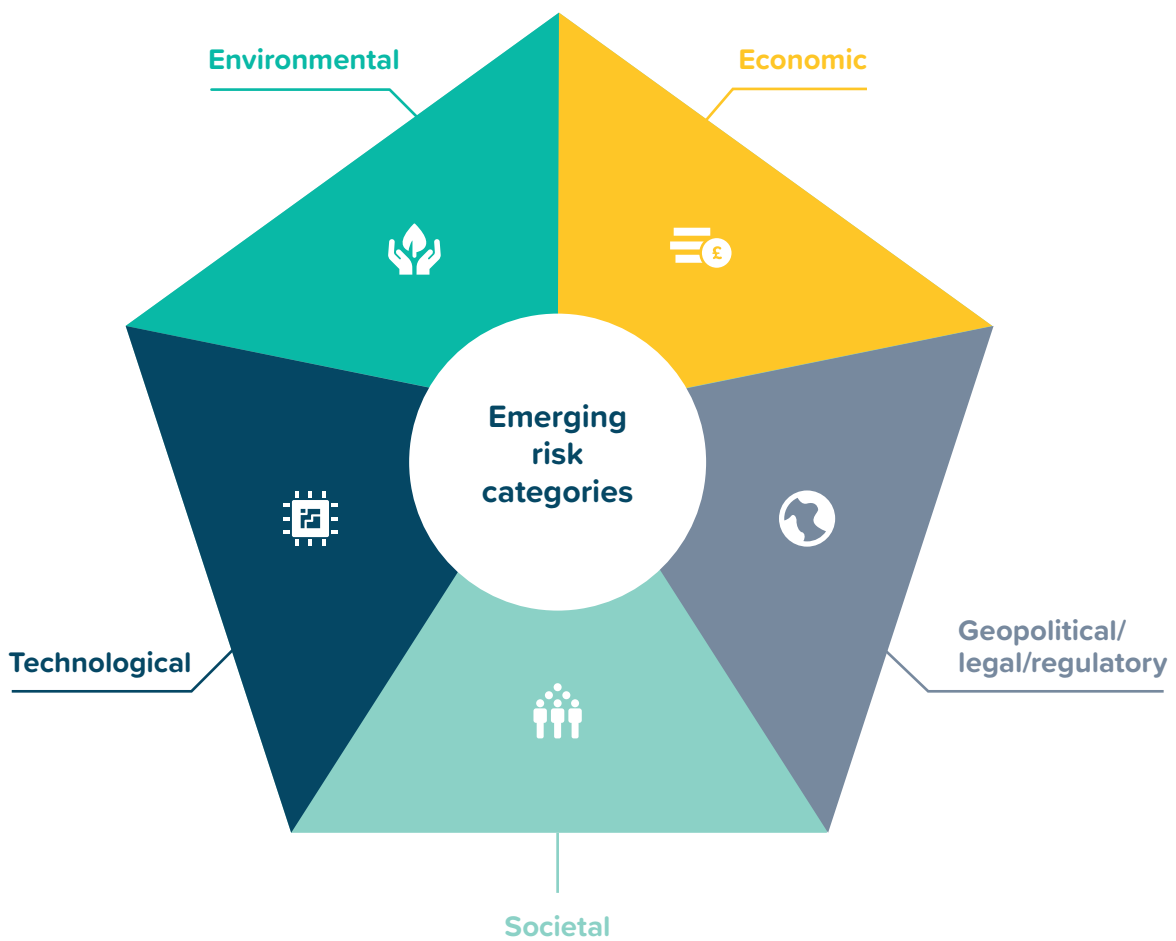 Environmental
Economic
£
Emerging
risk
categories
Geopolitical/
legal/regulatory
Technological
Societal